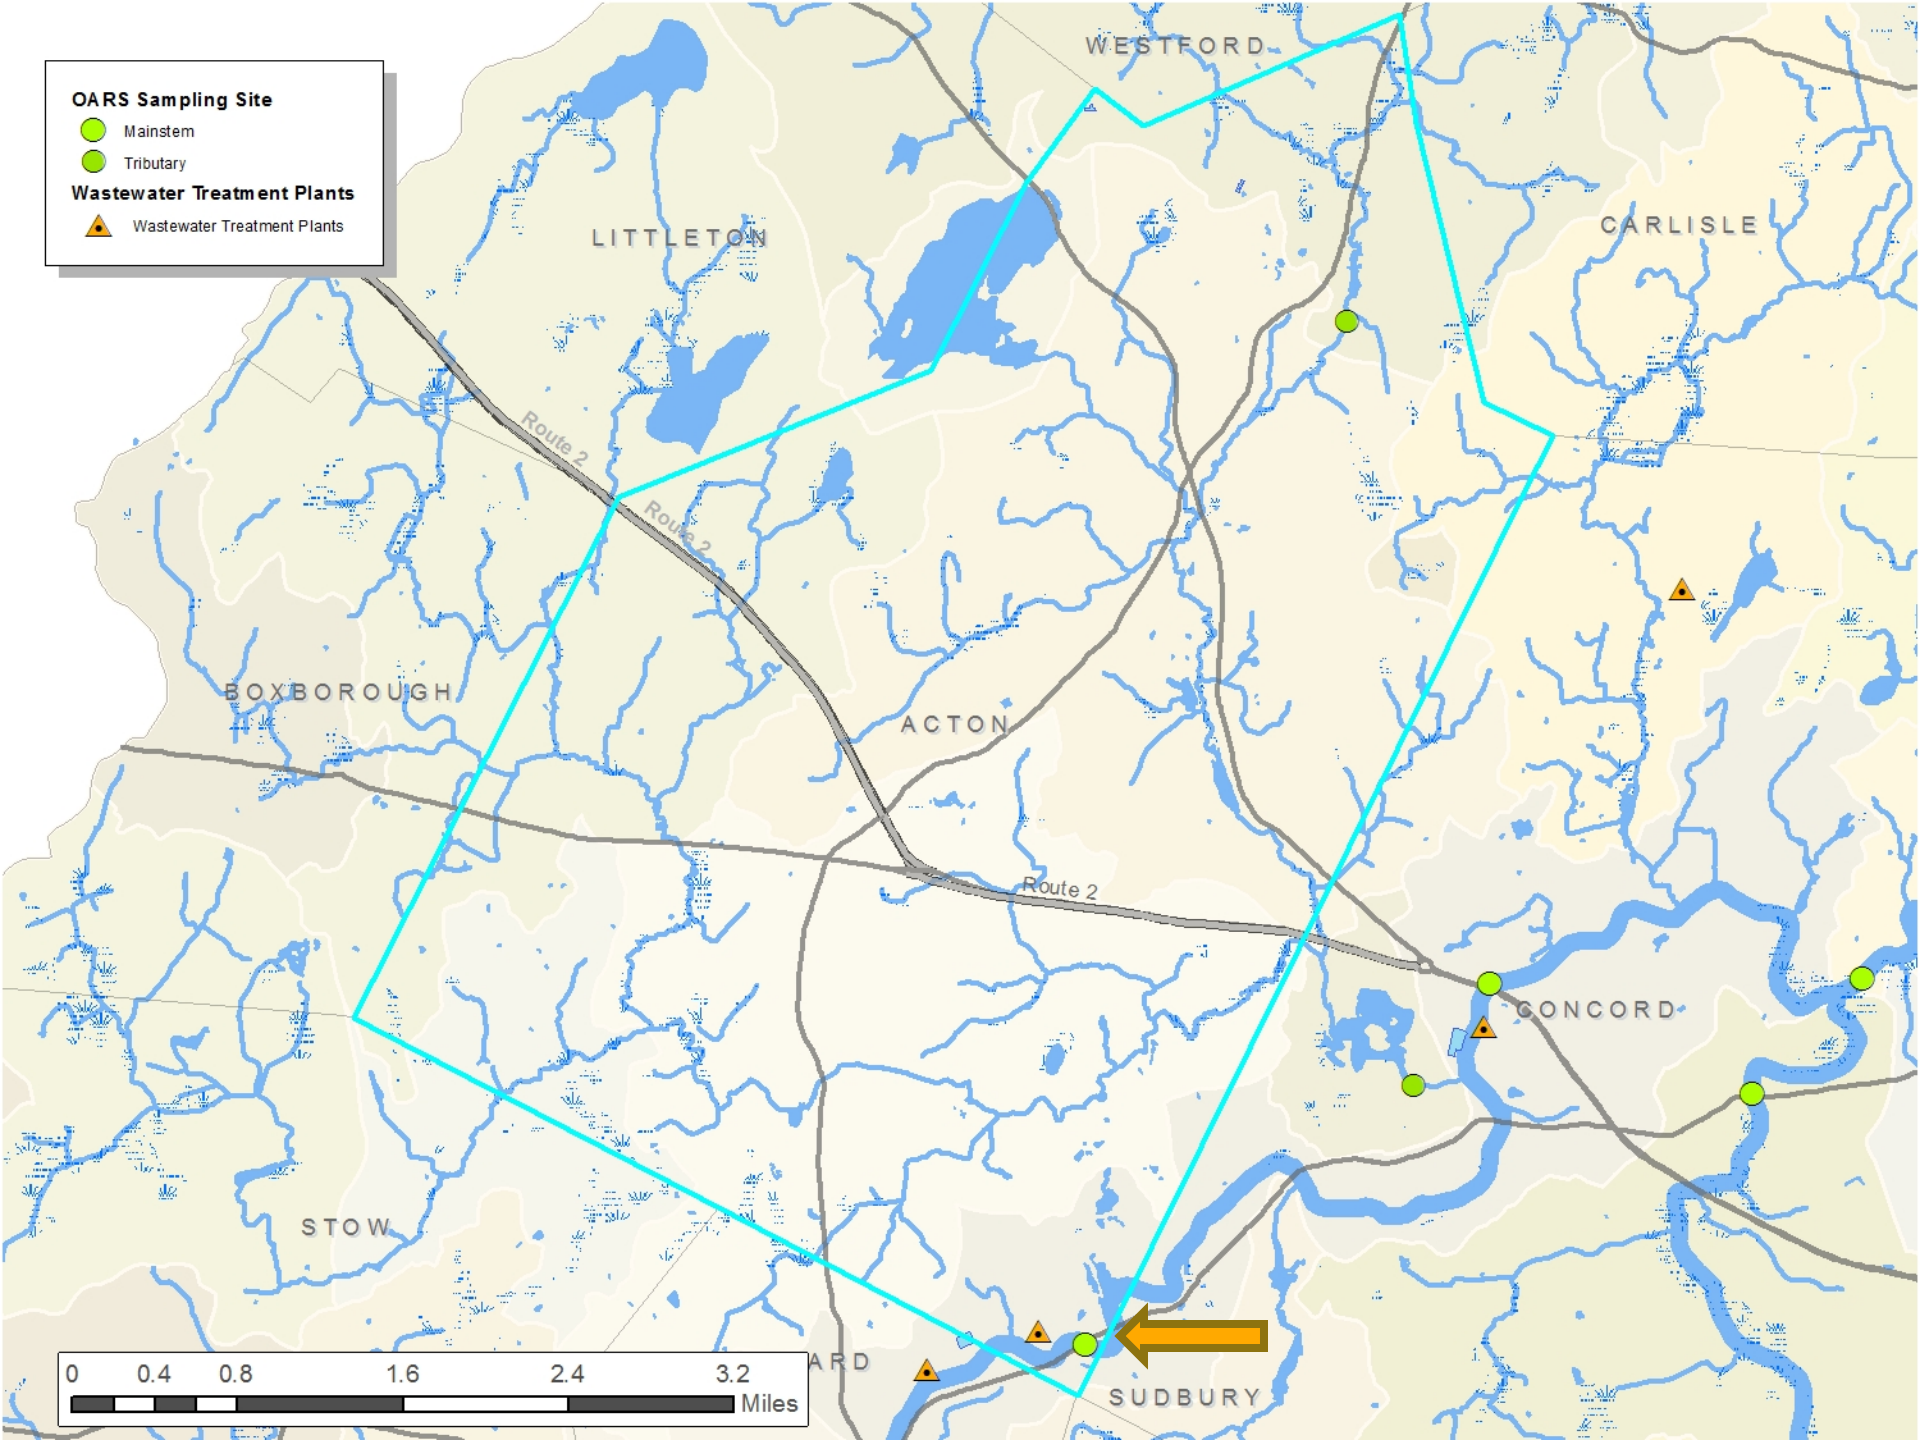 WESTFORD
OARS Sampling Site
Mainstem
Tributary
Wastewater Treatment Plants
Wastewater Treatment Plants
LITTLETON
CARLISLE
Route 2
Route 2
BOXBOROUGH
ACTON
Route 2
CONCORD
STOW
ARD
SUDBURY
0 0.4 0.8 1.6 2.4 3.2
Miles